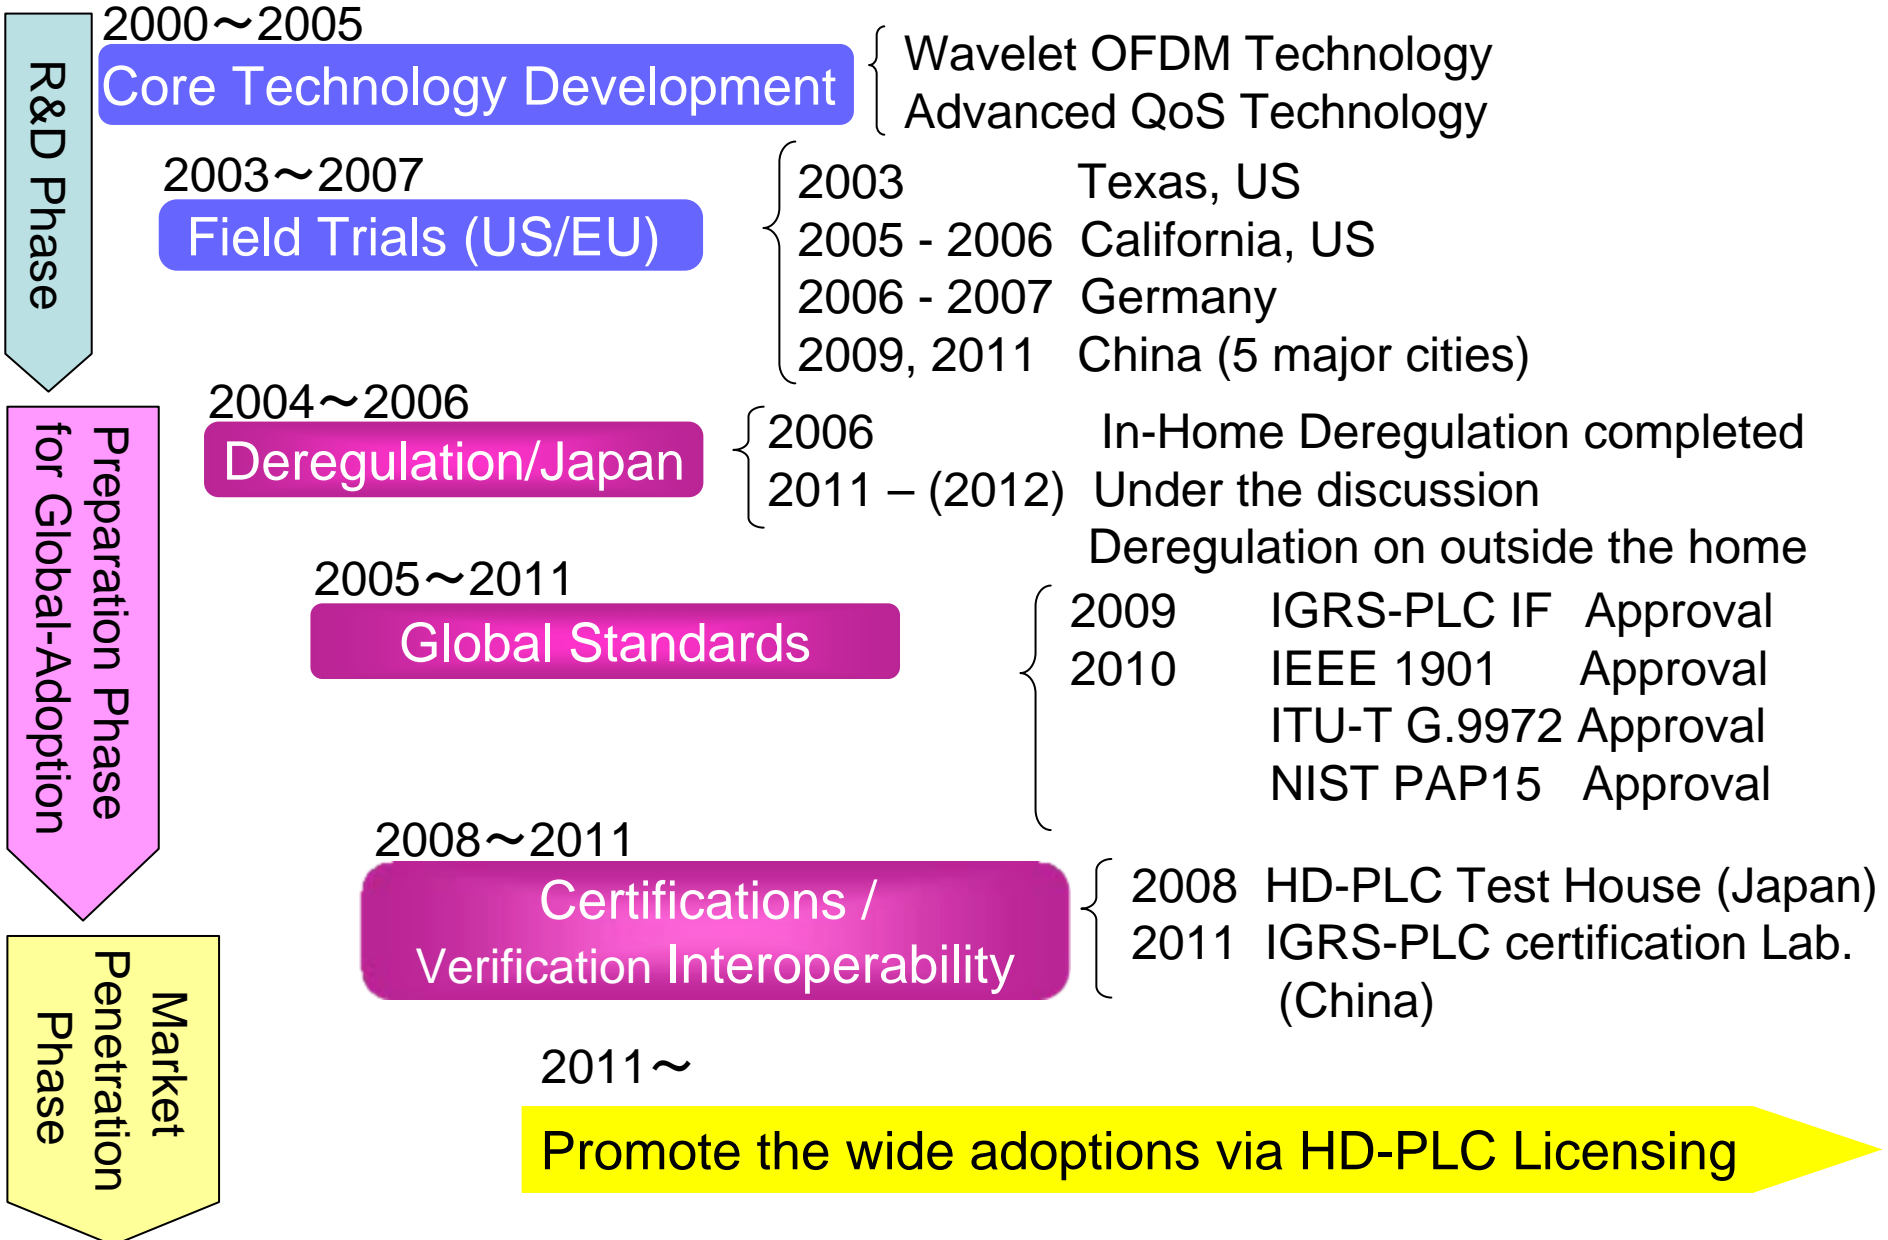 2000～2005
Core Technology Development
Wavelet OFDM Technology
Advanced QoS Technology
R&D Phase
2003～2007
Field Trials (US/EU)
2003 Texas, US
2005 - 2006 California, US
2006 - 2007 Germany
2009, 2011 China (5 major cities)
Preparation Phase
for Global-Adoption
2004～2006
Deregulation/Japan
2006 In-Home Deregulation completed
2011 – (2012) Under the discussion
Deregulation on outside the home
2005～2011
Global Standards
2009 IGRS-PLC IF Approval
2010 IEEE 1901 Approval
ITU-T G.9972 Approval
NIST PAP15 Approval
2008～2011
Certifications /
Verification Interoperability
2008 HD-PLC Test House (Japan)
2011 IGRS-PLC certification Lab.
(China)
Market
Penetration
Phase
2011～
Promote the wide adoptions via HD-PLC Licensing